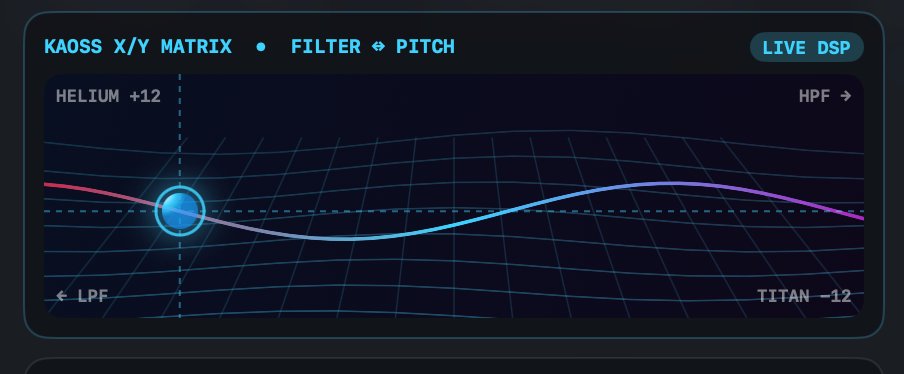 KAOSS X/Y MATRIX • FILTER ⇔ PITCH
LIVE DSP
HELIUM +12
HPF →
← LPF
TITAN −12